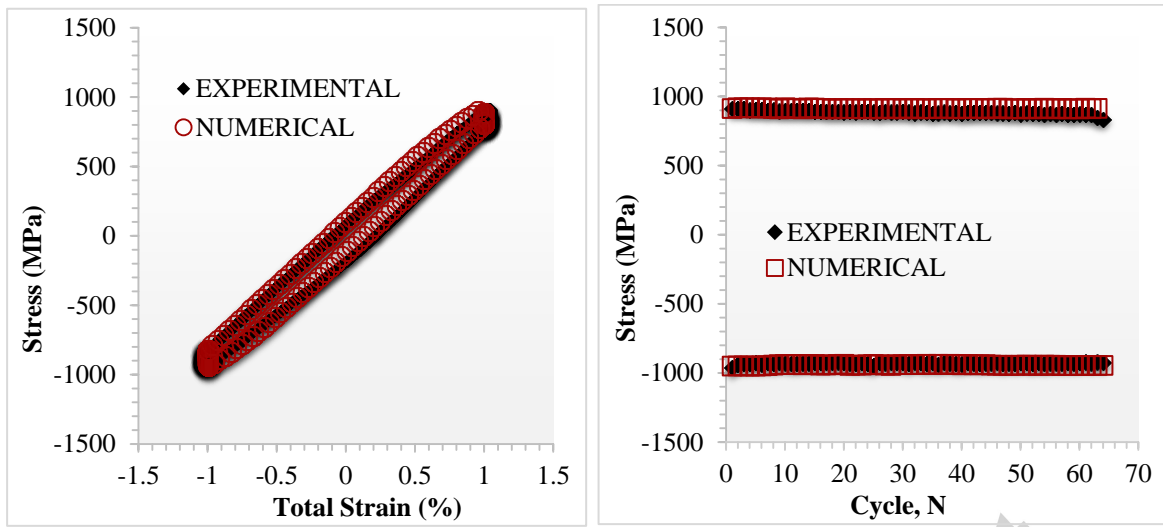 1500
1000
500
0
-500
-1000
-1500
Stress (MPa)
EXPERIMENTAL
NUMERICAL
-1.5 -1 -0.5 0 0.5 1 1.5
Total Strain (%)
1500
1000
500
0
-500
-1000
-1500
Stress (MPa)
EXPERIMENTAL
NUMERICAL
0 10 20 30 40 50 60 70
Cycle, N